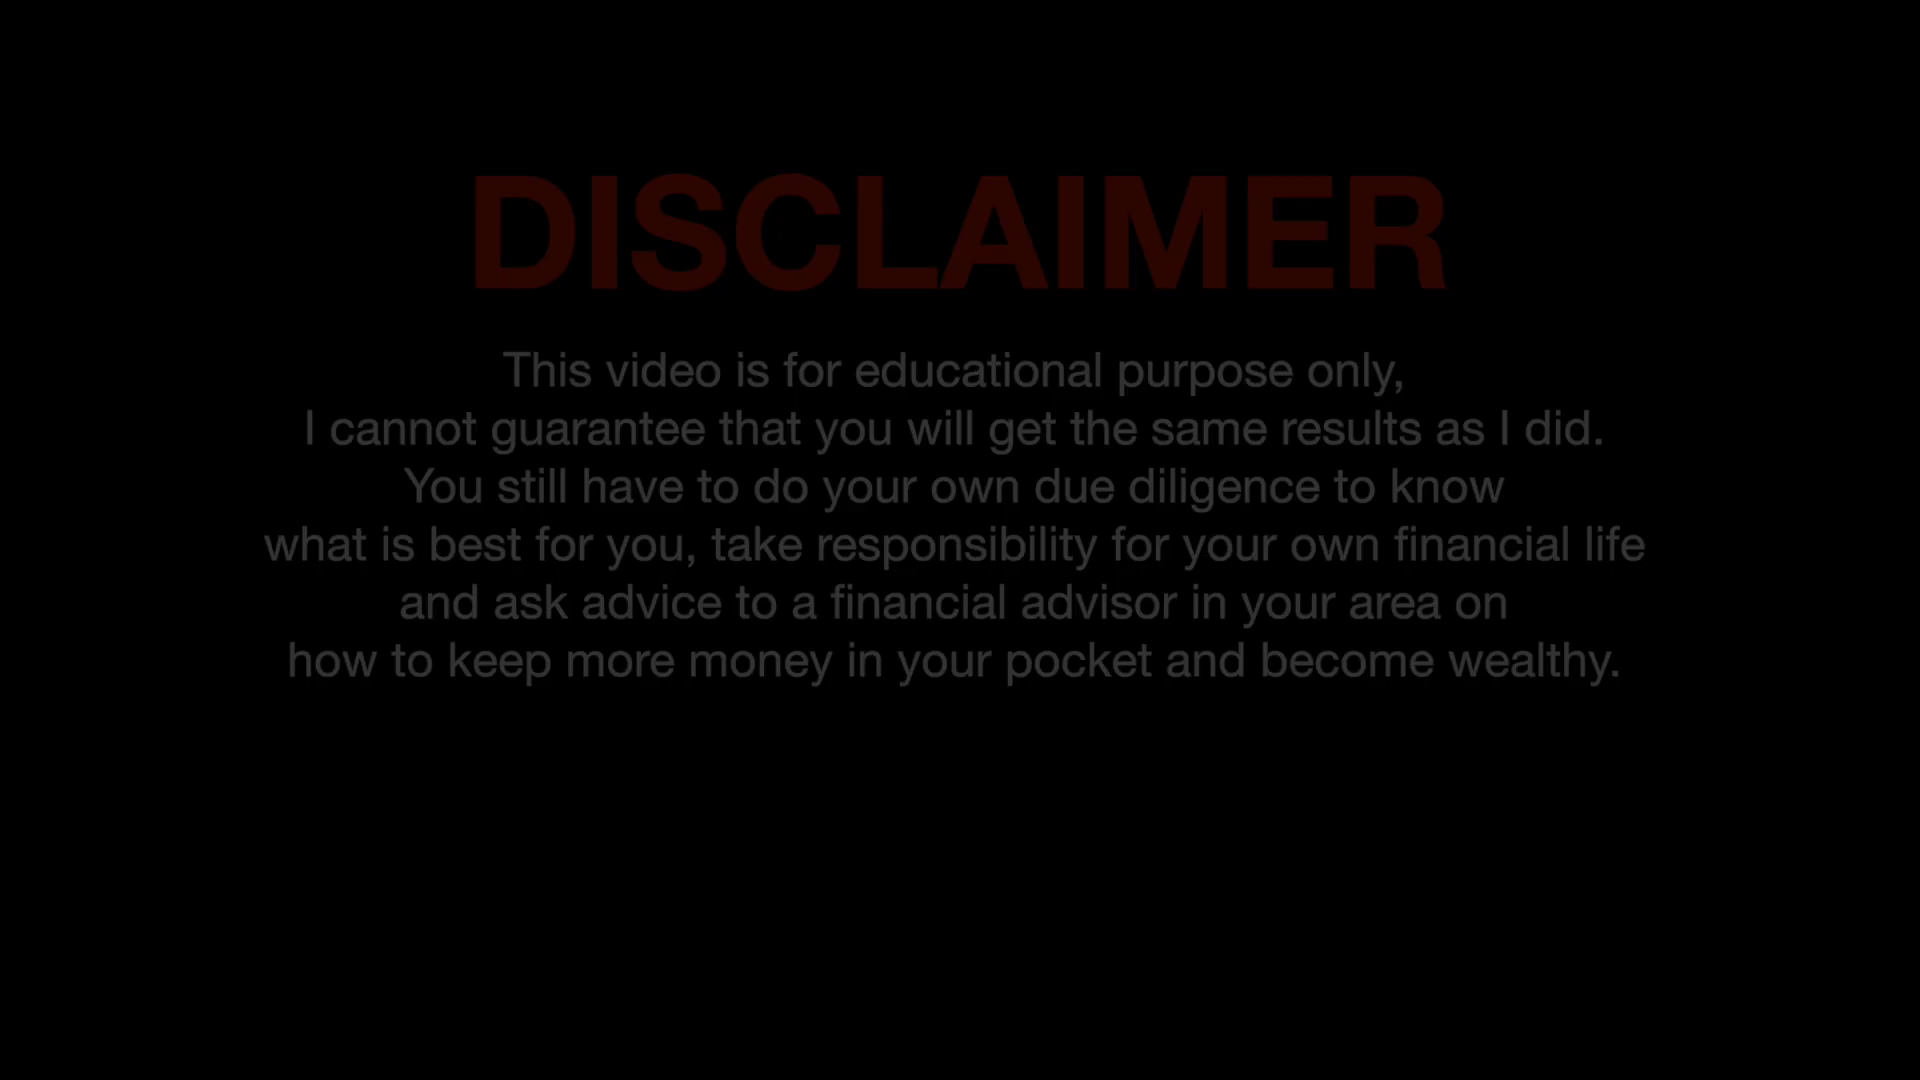 DISCLAIMER
This video is for educational purpose only,
I cannot guarantee that you will get the same results as I did.
You still have to do your own due diligence to know
what is best for you, take responsibility for your own financial life
and ask advice to a financial advisor in your area on
how to keep more money in your pocket and become wealthy.